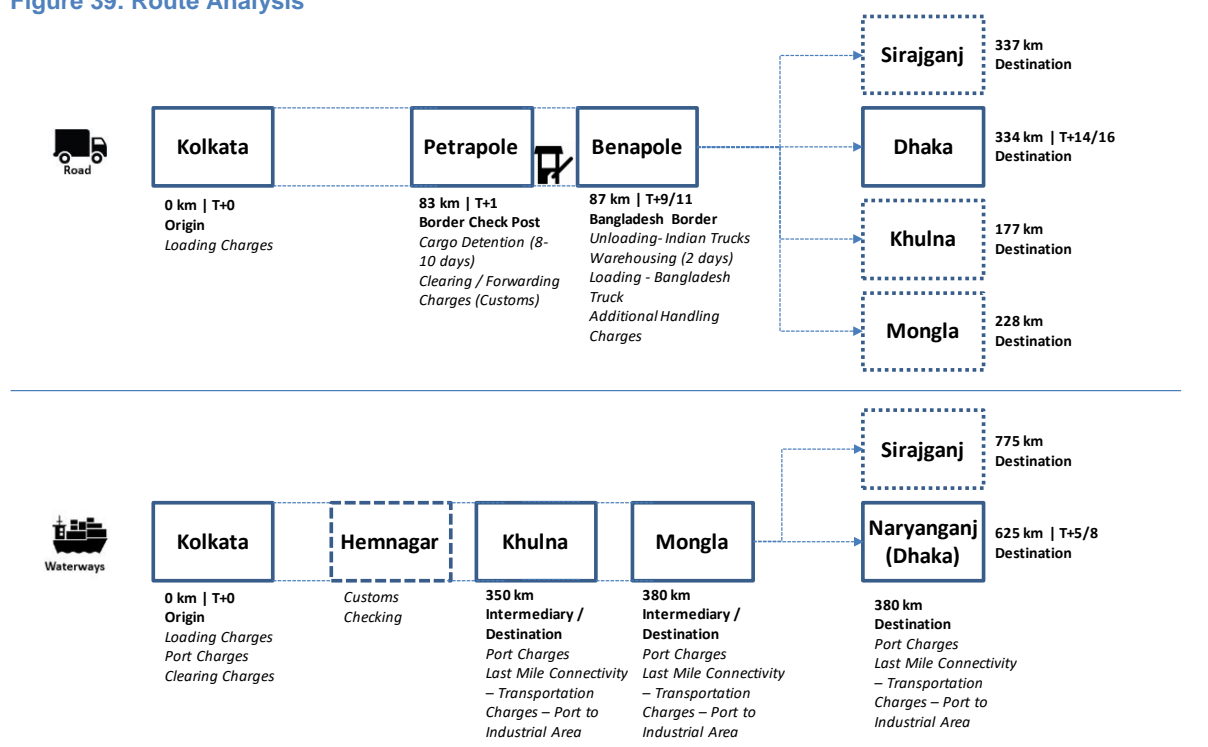 Figure 39: Route Analysis
Sirajganj
337 km
Destination
Road
Kolkata
0 km | T+0
Origin
Loading Charges
Petrapole
83 km | T+1
Border Check Post
Cargo Detention (8-
10 days)
Clearing / Forwarding
Charges (Customs)
Benapole
87 km | T+9/11
Bangladesh Border
Unloading- Indian Trucks
Warehousing (2 days)
Loading - Bangladesh
Truck
Additional Handling
Charges
Dhaka
334 km | T+14/16
Destination
Khulna
177 km
Destination
Mongla
228 km
Destination
Sirajganj
775 km
Destination
Waterways
Kolkata
0 km | T+0
Origin
Loading Charges
Port Charges
Clearing Charges
Hemnagar
Customs
Checking
Khulna
350 km
Intermediary /
Destination
Port Charges
Last Mile Connectivity
– Transportation
Charges – Port to
Industrial Area
Mongla
380 km
Intermediary /
Destination
Port Charges
Last Mile Connectivity
– Transportation
Charges – Port to
Industrial Area
Naryanganj
(Dhaka)
625 km | T+5/8
Destination
380 km
Destination
Port Charges
Last Mile Connectivity
– Transportation
Charges – Port to
Industrial Area